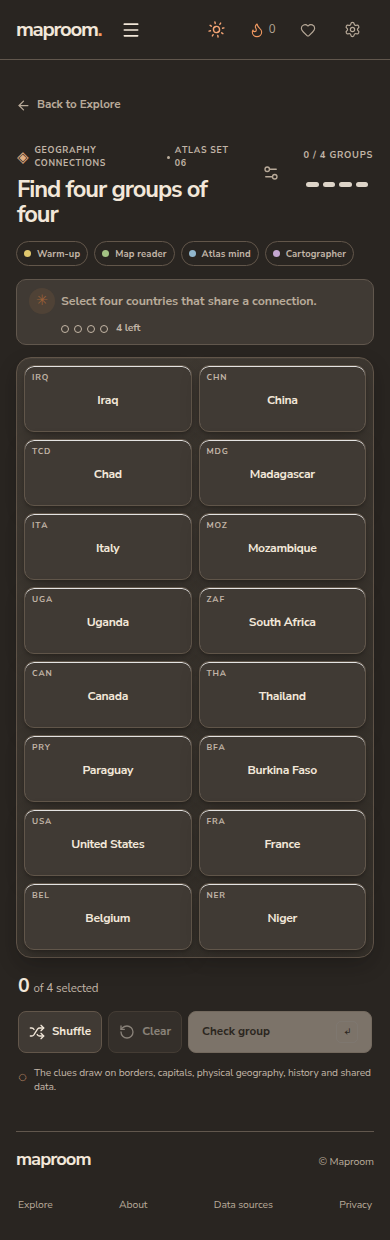 maproom.
0
Back to Explore
GEOGRAPHY CONNECTIONS • ATLAS SET 06
0 / 4 GROUPS
Find four groups of
four
Warm-up Map reader Atlas mind Cartographer
Select four countries that share a connection.
4 left
IRQ
Iraq
CHN
China
TCD
Chad
MDG
Madagascar
ITA
Italy
MOZ
Mozambique
UGA
Uganda
ZAF
South Africa
CAN
Canada
THA
Thailand
PRY
Paraguay
BFA
Burkina Faso
USA
United States
FRA
France
BEL
Belgium
NER
Niger
0 of 4 selected
Shuffle Clear Check group ↲
The clues draw on borders, capitals, physical geography, history and shared
data.
maproom
© Maproom
Explore About Data sources Privacy